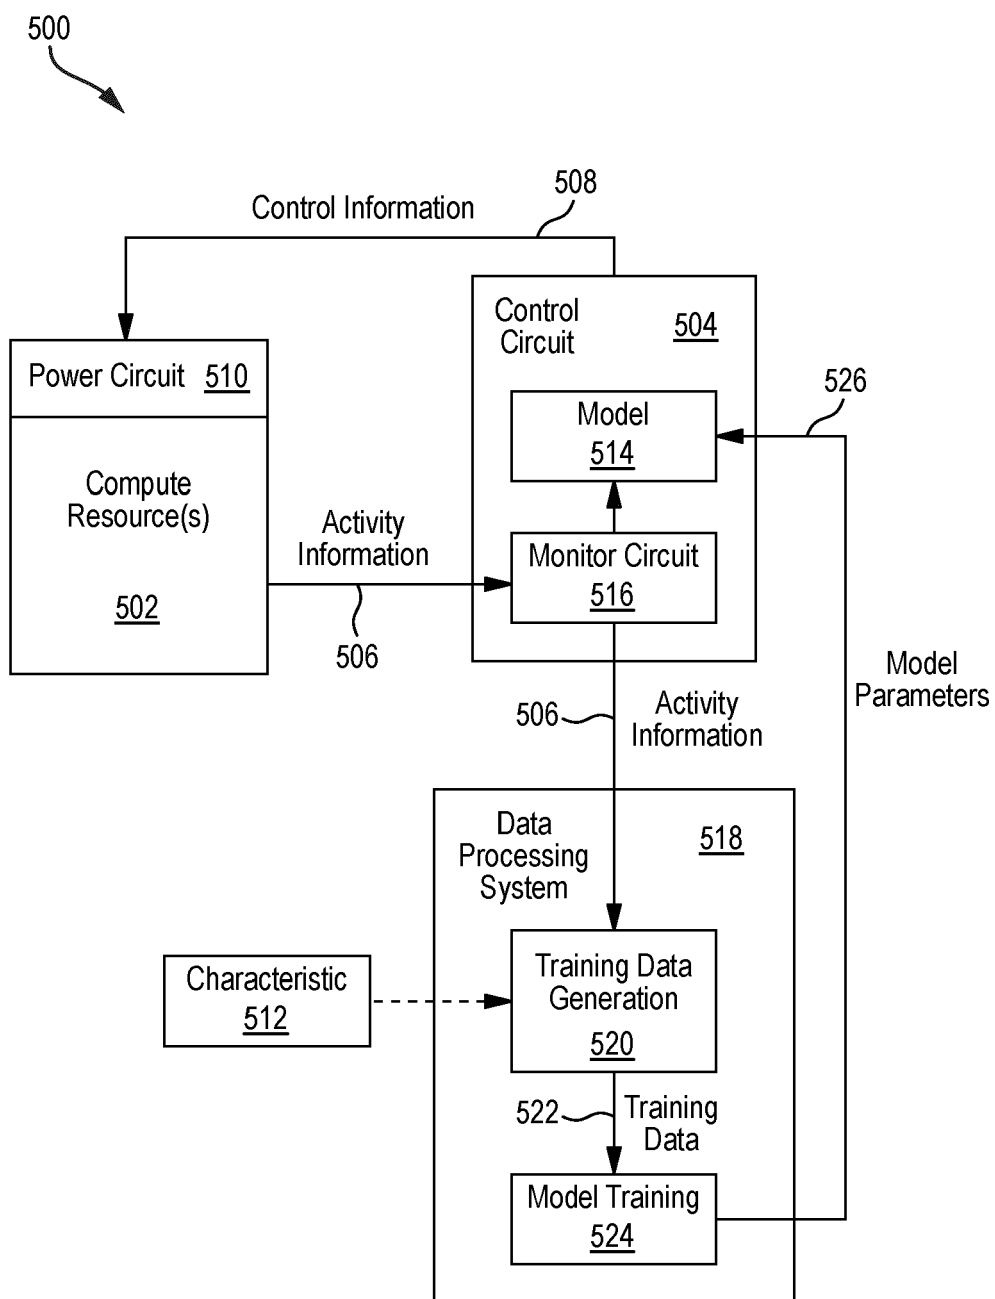 500
508
Control Information
Control
Circuit
504
Power Circuit 510
526
Model
514
Compute
Resource(s)
502
Activity
Information
506
Monitor Circuit
516
Model
Parameters
506
Activity
Information
Data
Processing
System
518
Characteristic
512
Training Data
Generation
520
522
Training
Data
Model Training
524